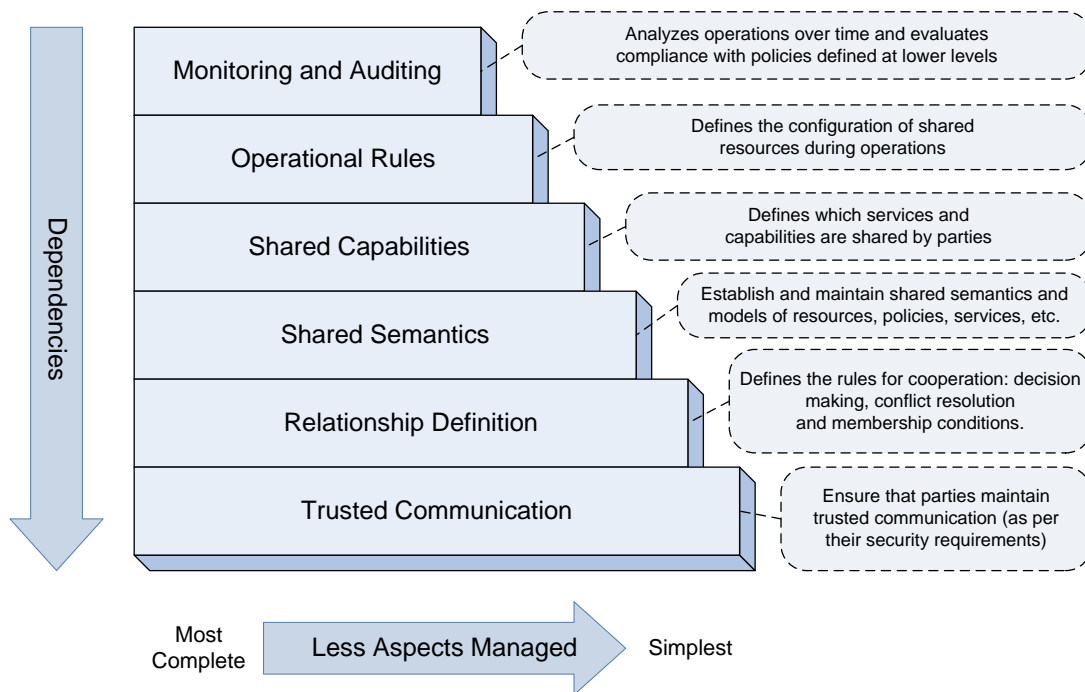 Monitoring and Auditing
Analyzes operations over time and evaluates
compliance with policies defined at lower levels
Operational Rules
Defines the configuration of shared
resources during operations
Shared Capabilities
Defines which services and
capabilities are shared by parties
Shared Semantics
Establish and maintain shared semantics and
models of resources, policies, services, etc.
Relationship Definition
Defines the rules for cooperation: decision
making, conflict resolution
and membership conditions.
Trusted Communication
Ensure that parties maintain
trusted communication (as per
their security requirements)
Dependencies
Most
Complete
Less Aspects Managed
Simplest